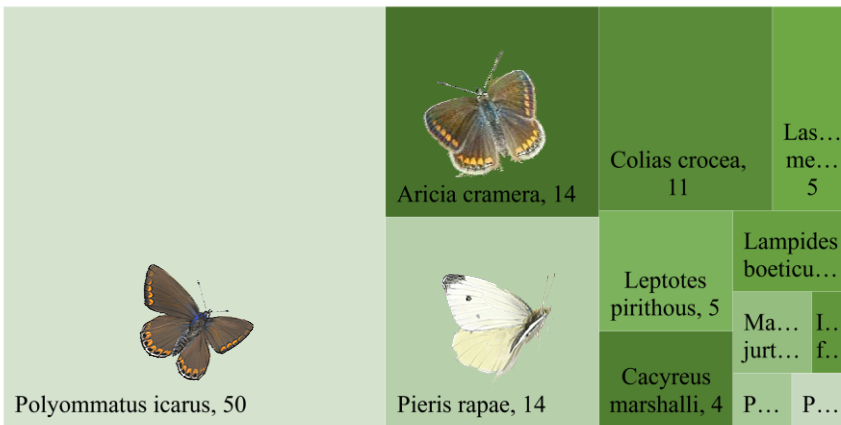 Polyommatus icarus, 50
Aricia cramera, 14
Pieris rapae, 14
Colias crocea,
11
Las…
me…
5
Leptotes
pirithous, 5
Cacyreus
marshalli, 4
Lampides
boeticu…
Ma…
jurt…
I…
f…
P…
P…